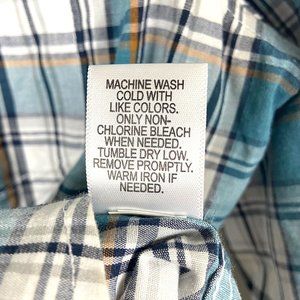 MACHINE WASH
COLD WITH
LIKE COLORS.
ONLY NON-
CHLORINE BLEACH
WHEN NEEDED.
TUMBLE DRY LOW.
REMOVE PROMPTLY.
WARM IRON IF
NEEDED.